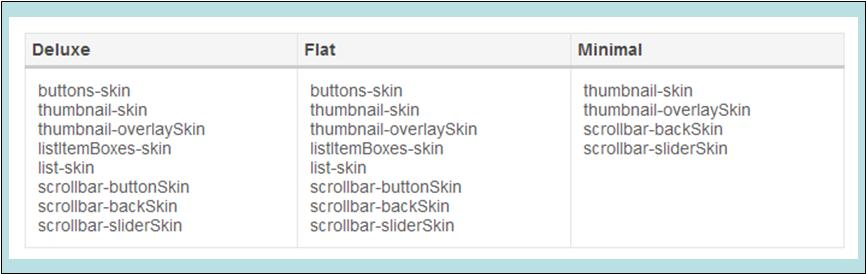 Deluxe Flat Minimal
buttons-skin buttons-skin thumbnail-skin
thumbnail-skin thumbnail-skin thumbnail-overlaySkin
thumbnail-overlaySkin thumbnail-overlaySkin scrollbar-backSkin
listItemBoxes-skin listItemBoxes-skin scrollbar-sliderSkin
list-skin list-skin
scrollbar-buttonSkin scrollbar-buttonSkin
scrollbar-backSkin scrollbar-backSkin
scrollbar-sliderSkin scrollbar-sliderSkin